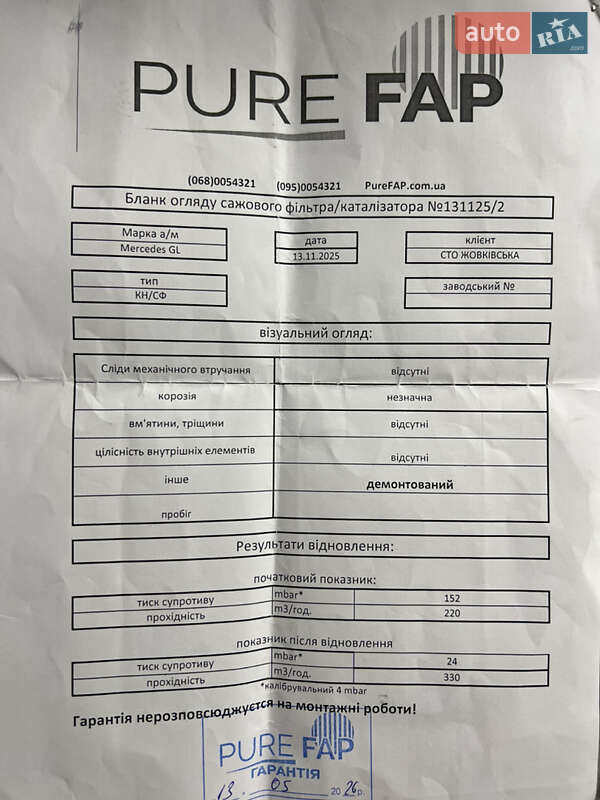 auto RIA .com
PURE FAP
(068)0054321 (095)0054321 PureFAP.com.ua
Бланк огляду сажового фільтра/каталізатора №131125/2
Марка а/м
Mercedes GL
дата
13.11.2025
клієнт
СТО ЖОВКІВСЬКА
тип
КН/СФ
заводський №
візуальний огляд:
Сліди механічного втручання відсутні
корозія незначна
вм'ятини, тріщини відсутні
цілісність внутрішніх елементів відсутні
інше демонтований
пробіг
Результати відновлення:
початковий показник:
тиск супротиву mbar* 152
прохідність m3/год. 220
показник після відновлення
тиск супротиву mbar* 24
прохідність m3/год. 330
*калібрувальний 4 mbar
Гарантія нерозповсюджується на монтажні роботи!
PURE FAP
ГАРАНТІЯ
13 . 05 2026р.